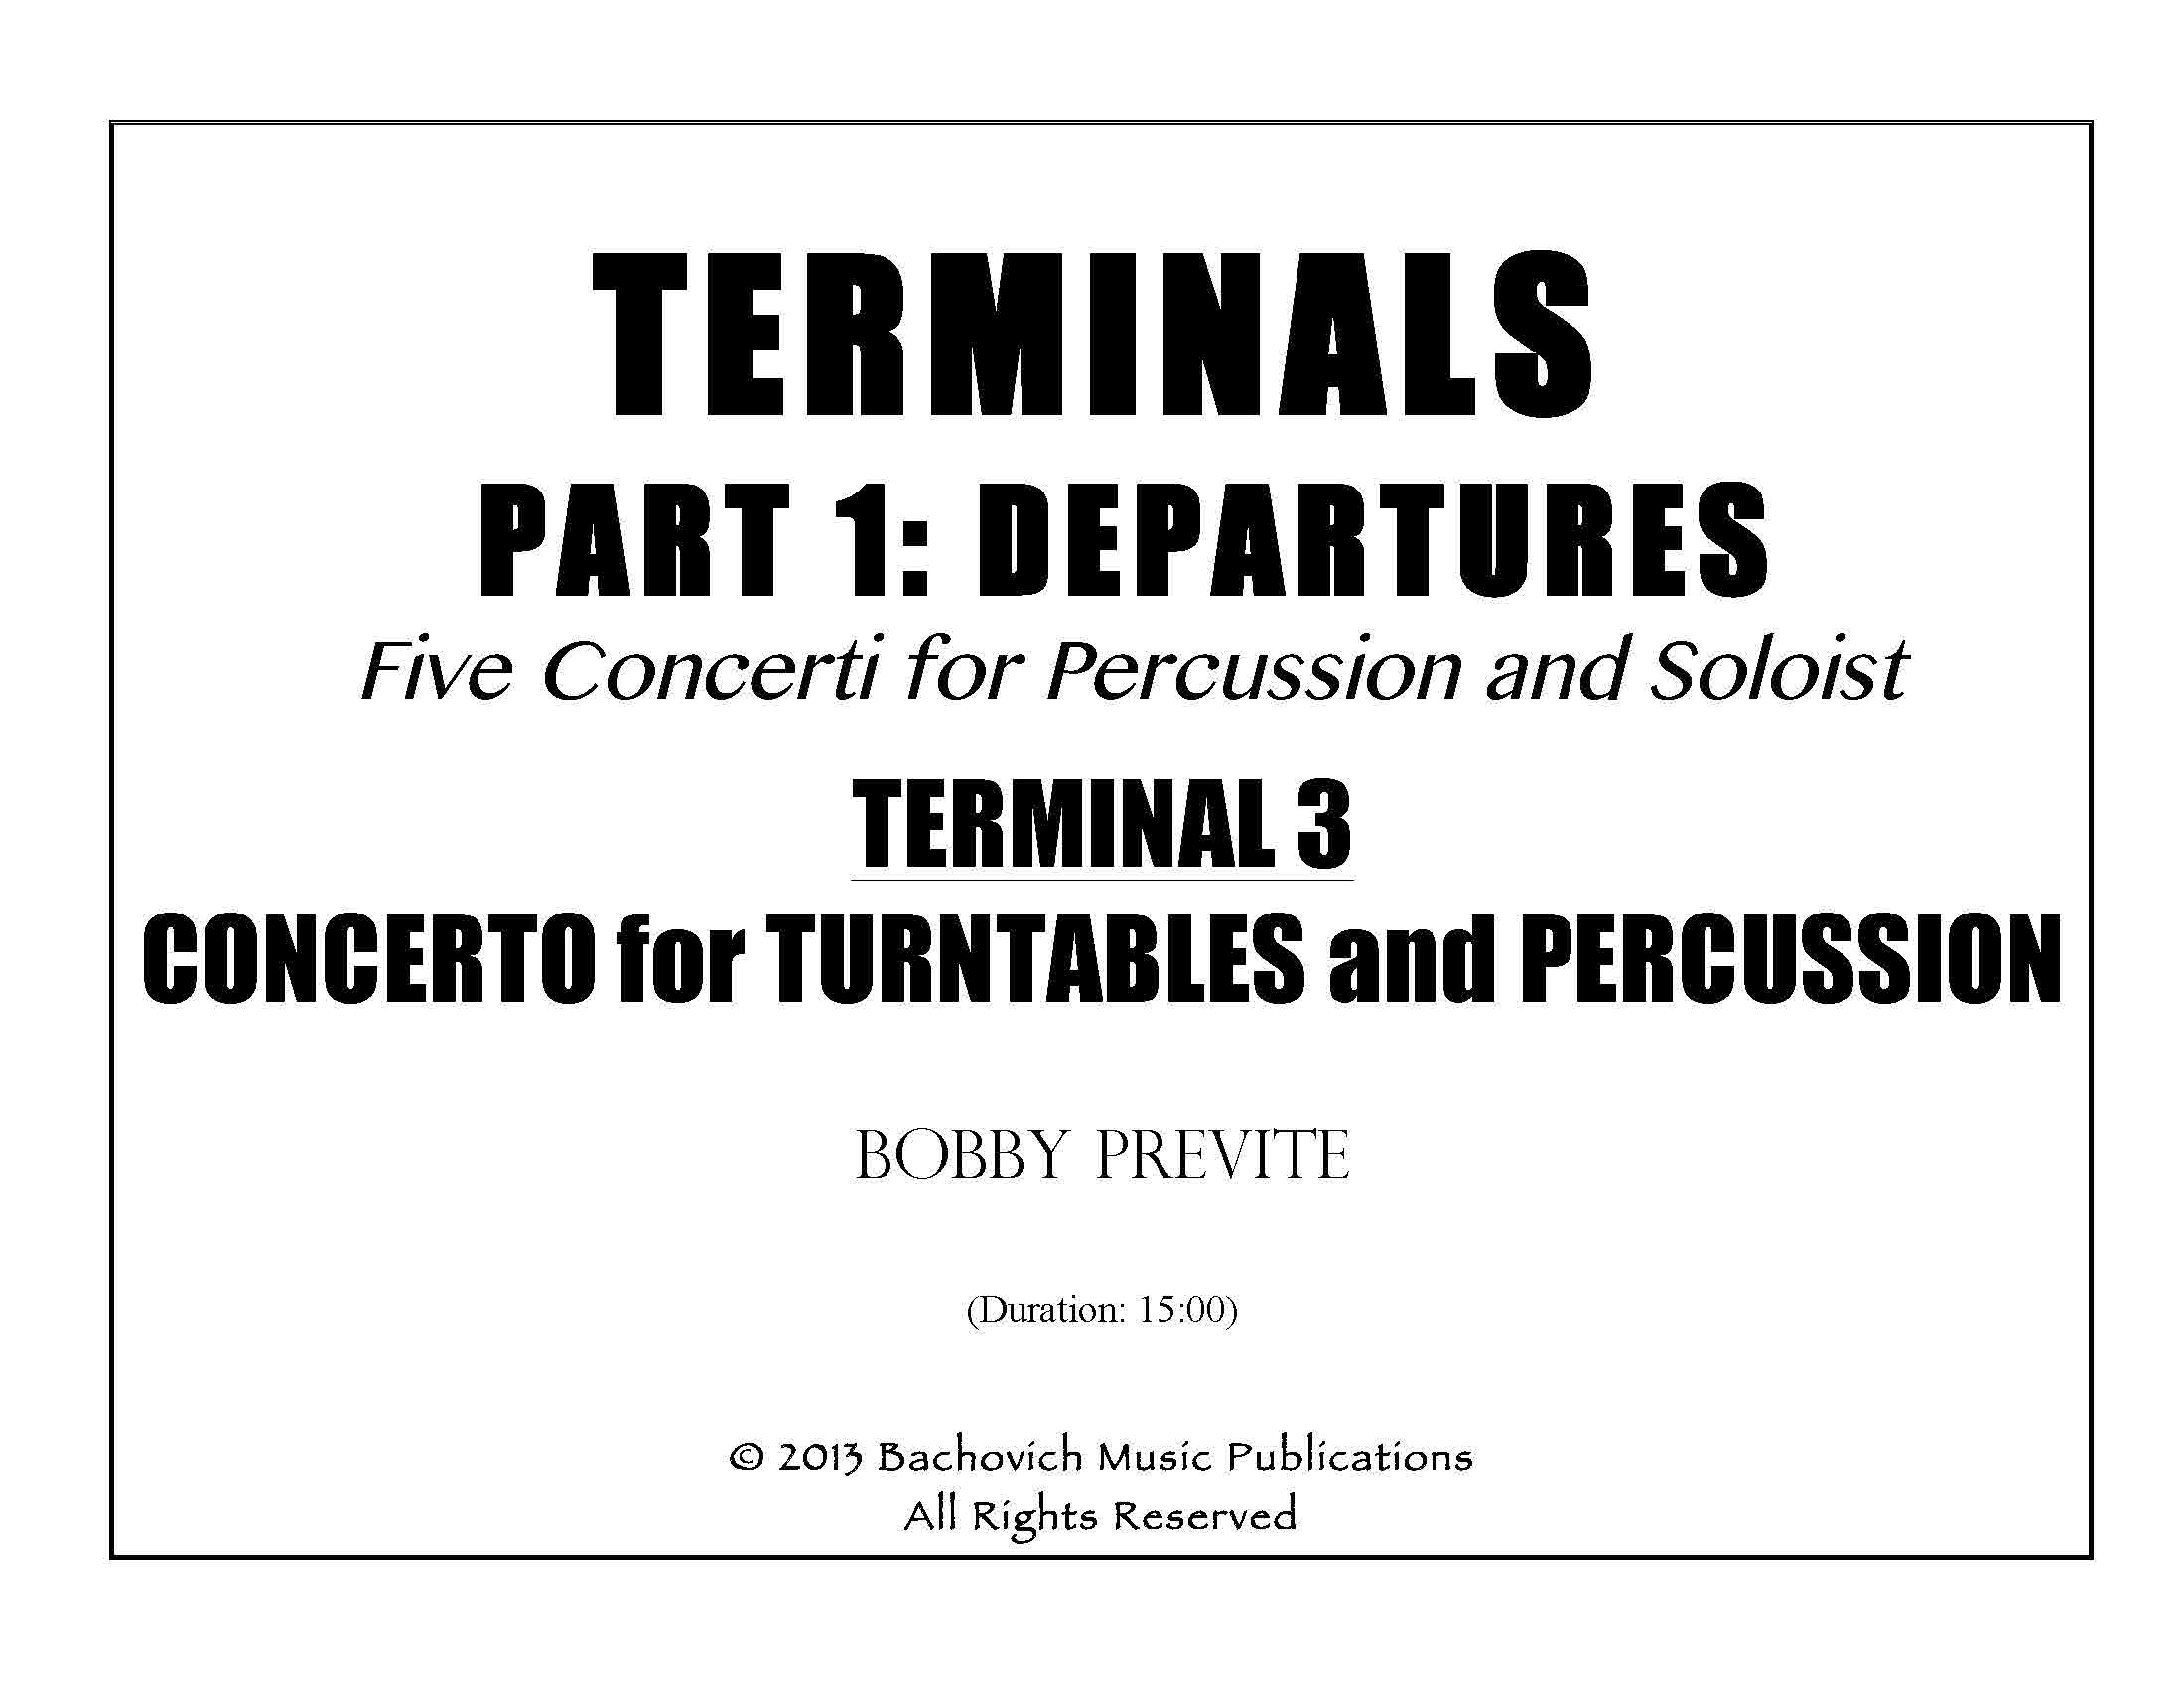 TERMINALS
PART 1: DEPARTURES
Five Concerti for Percussion and Soloist
TERMINAL 3
CONCERTO for TURNTABLES and PERCUSSION
BOBBY PREVITE
(Duration: 15:00)
© 2013 Bachovich Music Publications
All Rights Reserved